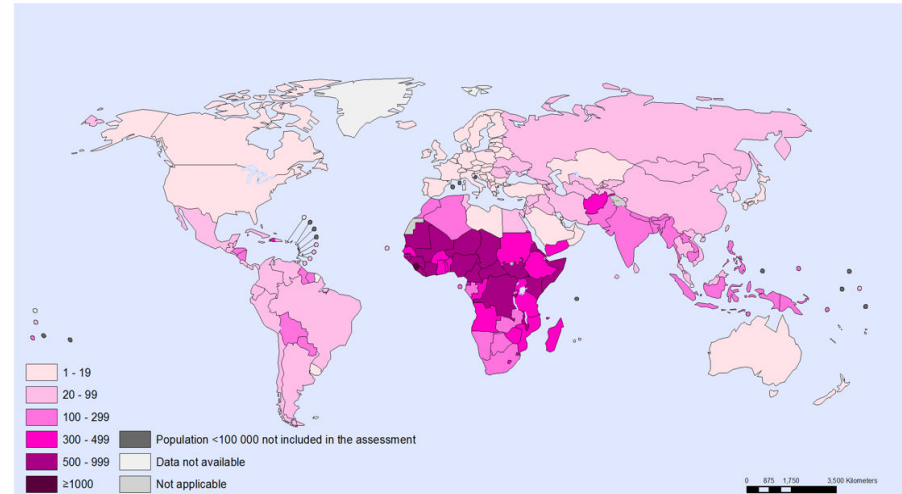 1 - 19
20 - 99
100 - 299
300 - 499
500 - 999
≥1000
Population <100 000 not included in the assessment
Data not available
Not applicable
0 875 1,750 3,500 Kilometers